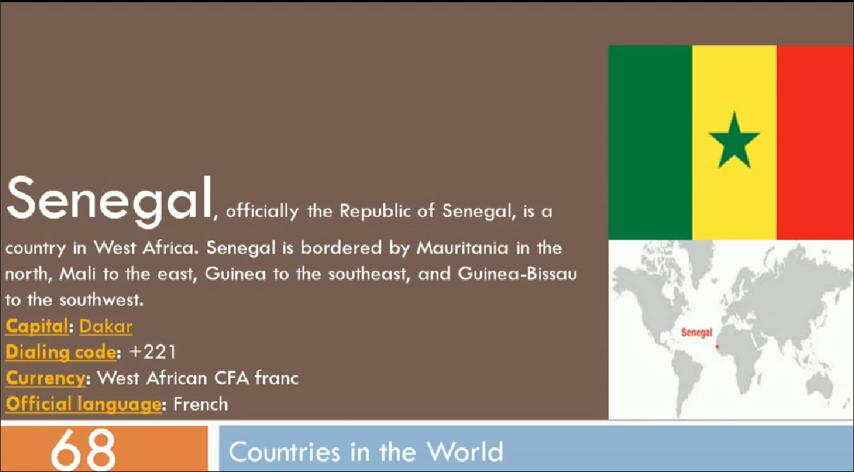 Senegal, officially the Republic of Senegal, is a
country in West Africa. Senegal is bordered by Mauritania in the
north, Mali to the east, Guinea to the southeast, and Guinea-Bissau
to the southwest.
Capital: Dakar
Dialing code: +221
Currency: West African CFA franc
Official language: French
Senegal
68
Countries in the World